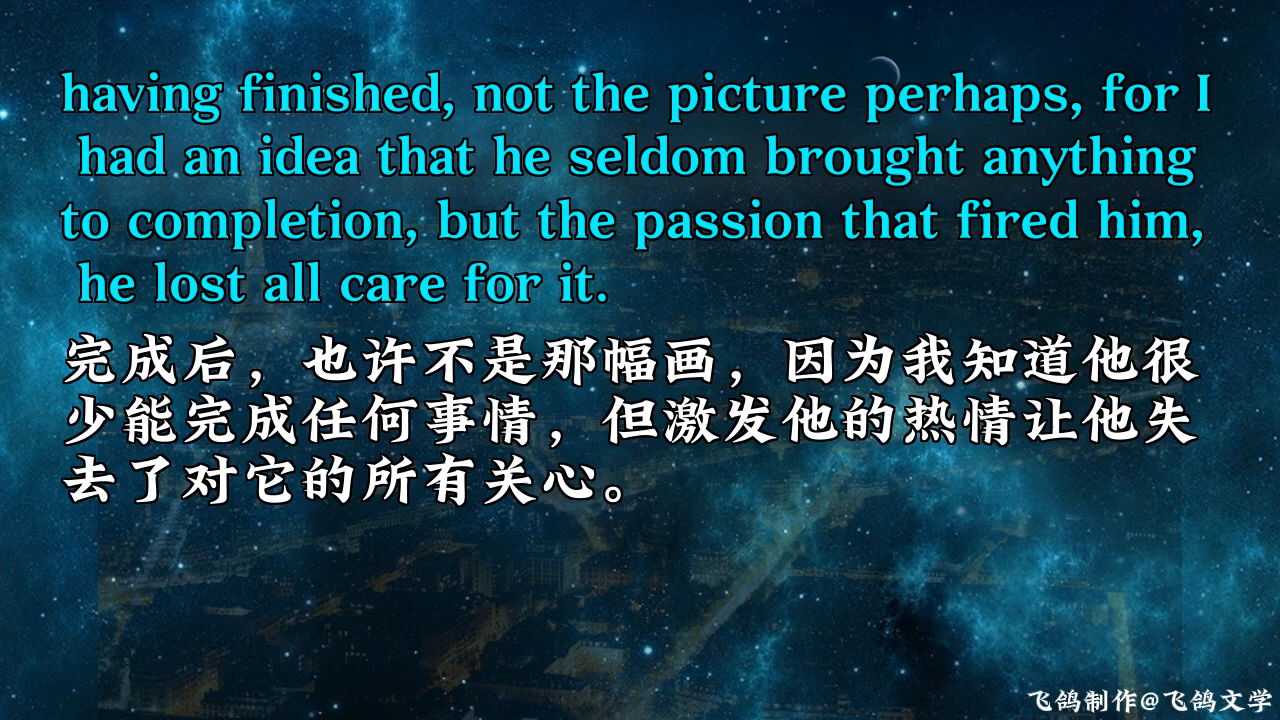 having finished, not the picture perhaps, for I
had an idea that he seldom brought anything
to completion, but the passion that fired him,
he lost all care for it.
完成后，也许不是那幅画，因为我知道他很
少能完成任何事情，但激发他的热情让他失
去了对它的所有关心。
飞鸽制作@飞鸽文学